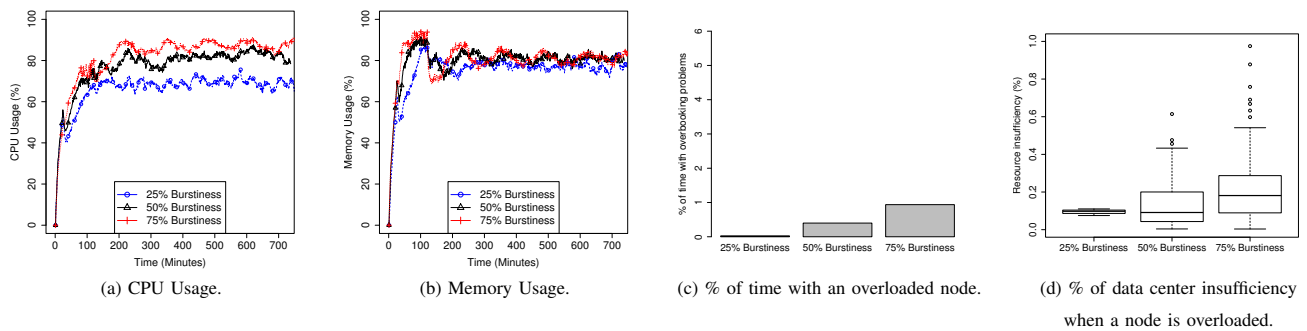 CPU Usage (%)
0 20 40 60 80 100
0 100 200 300 400 500 600 700
Time (Minutes)
25% Burstiness
50% Burstiness
75% Burstiness
(a) CPU Usage.
Memory Usage (%)
0 20 40 60 80 100
0 100 200 300 400 500 600 700
Time (Minutes)
25% Burstiness
50% Burstiness
75% Burstiness
(b) Memory Usage.
% of time with overbooking problems
0 1 2 3 4 5 6
25% Burstiness 50% Burstiness 75% Burstiness
(c) % of time with an overloaded node.
Resource insufficiency (%)
0.0 0.2 0.4 0.6 0.8 1.0
25% Burstiness 50% Burstiness 75% Burstiness
(d) % of data center insufficiency
when a node is overloaded.